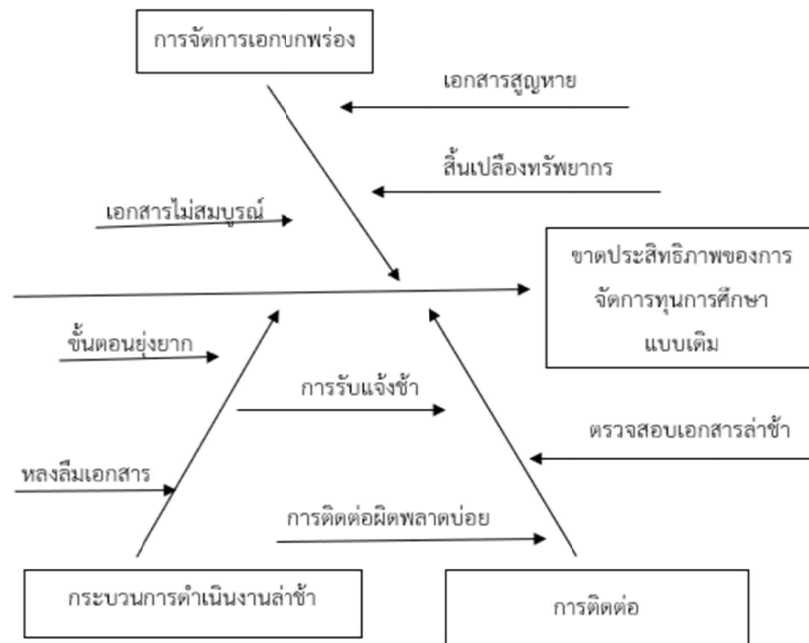 การจัดการเอกบกพร่อง
เอกสารสูญหาย
สิ้นเปลืองทรัพยากร
เอกสารไม่สมบูรณ์
ขาดประสิทธิภาพของการ
จัดการทุนการศึกษา
แบบเดิม
ขั้นตอนยุ่งยาก
การรับแจ้งช้า
ตรวจสอบเอกสารล่าช้า
หลงลืมเอกสาร
การติดต่อผิดพลาดบ่อย
กระบวนการดำเนินงานล่าช้า
การติดต่อ